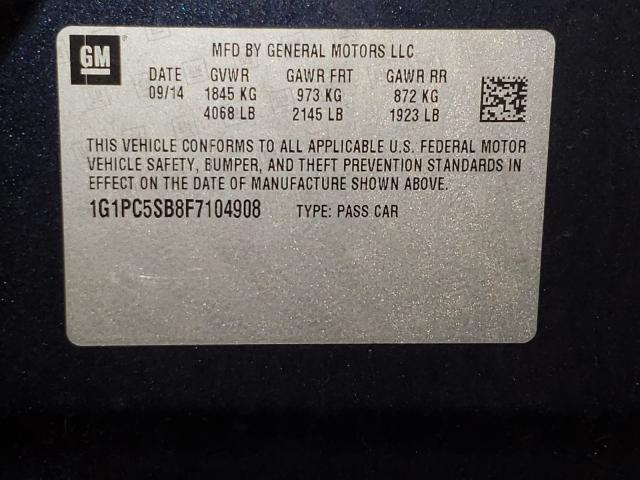 GM
MFD BY GENERAL MOTORS LLC
DATE GVWR GAWR FRT GAWR RR
09/14 1845 KG 973 KG 872 KG
4068 LB 2145 LB 1923 LB
THIS VEHICLE CONFORMS TO ALL APPLICABLE U.S. FEDERAL MOTOR
VEHICLE SAFETY, BUMPER, AND THEFT PREVENTION STANDARDS IN
EFFECT ON THE DATE OF MANUFACTURE SHOWN ABOVE.
1G1PC5SB8F7104908 TYPE: PASS CAR